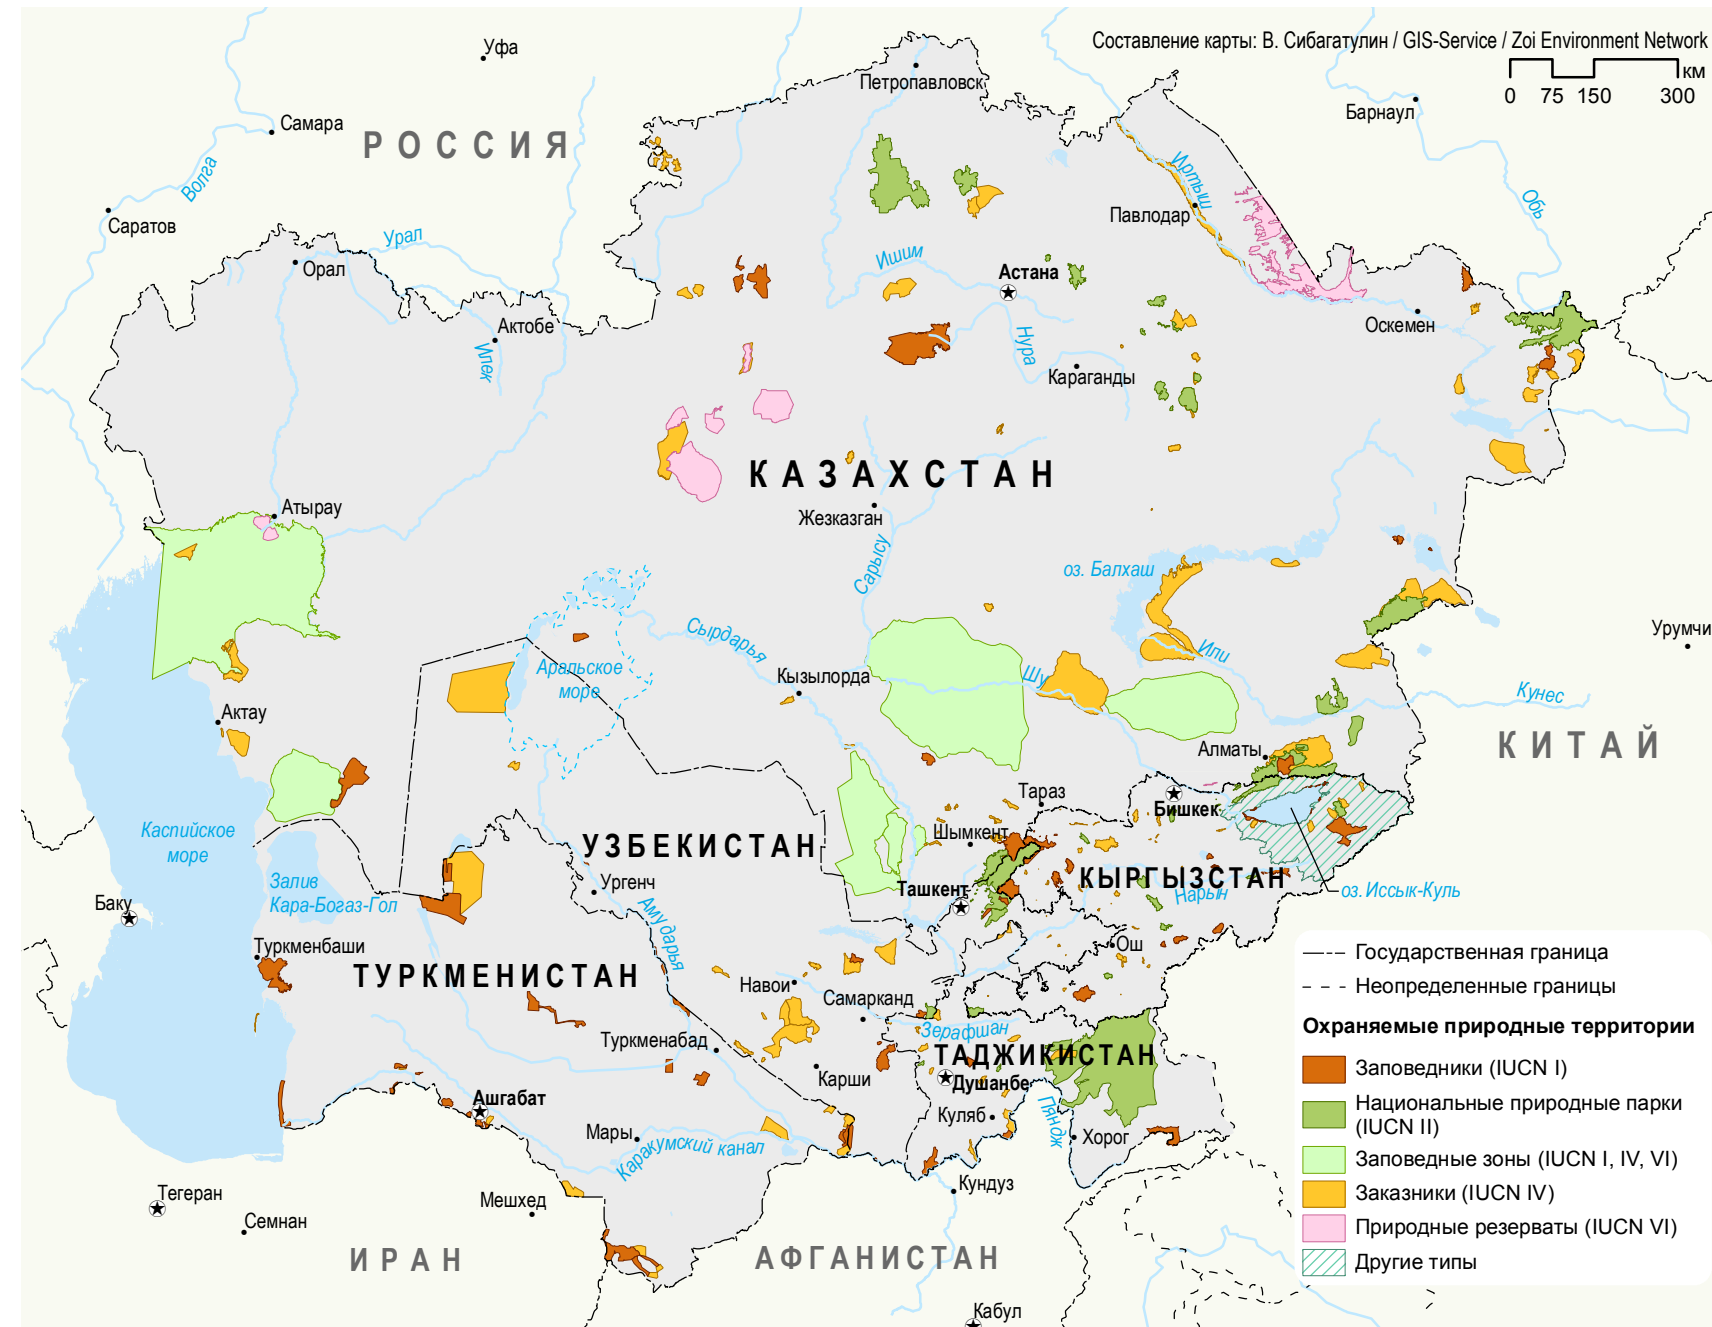 Составление карты: В. Сибагатулин / GIS-Service / Zoi Environment Network
км
0 75 150 300
Уфа
Петропавловск
Барнаул
Самара
РОССИЯ
Волга
Иртыш
Обь
Саратов
Павлодар
Урал
Орал
Ишим
Астана
Актобе
Оскемен
Илек
Нура
Караганды
КАЗАХСТАН
Атырау
Жезказган
Сарысу
оз. Балхаш
Сырдарья
Урумчи
Или
Аральское
море
Кызылорда
Шу
Кунес
Актау
Алматы
КИТАЙ
Тараз
Бишкек
Каспийское
море
Шымкент
УЗБЕКИСТАН
Залив
Кара-Богаз-Гол
Ургенч
Ташкент
КЫРГЫЗСТАН
Нарын
оз. Иссык-Куль
Баку
Амударья
Туркменбаши
Ош
ТУРКМЕНИСТАН
Навои
Самарканд
Зерафшан
Туркменабад
ТАДЖИКИСТАН
Карши
Душанбе
Ашгабат
Куляб
Пяндж
Мары
Каракумский канал
Хорог
Тегеран
Мешхед
Кундуз
Семнан
ИРАН
АФГАНИСТАН
Кабул
Государственная граница
Неопределенные границы
Охраняемые природные территории
Заповедники (IUCN I)
Национальные природные парки
(IUCN II)
Заповедные зоны (IUCN I, IV, VI)
Заказники (IUCN IV)
Природные резерваты (IUCN VI)
Другие типы